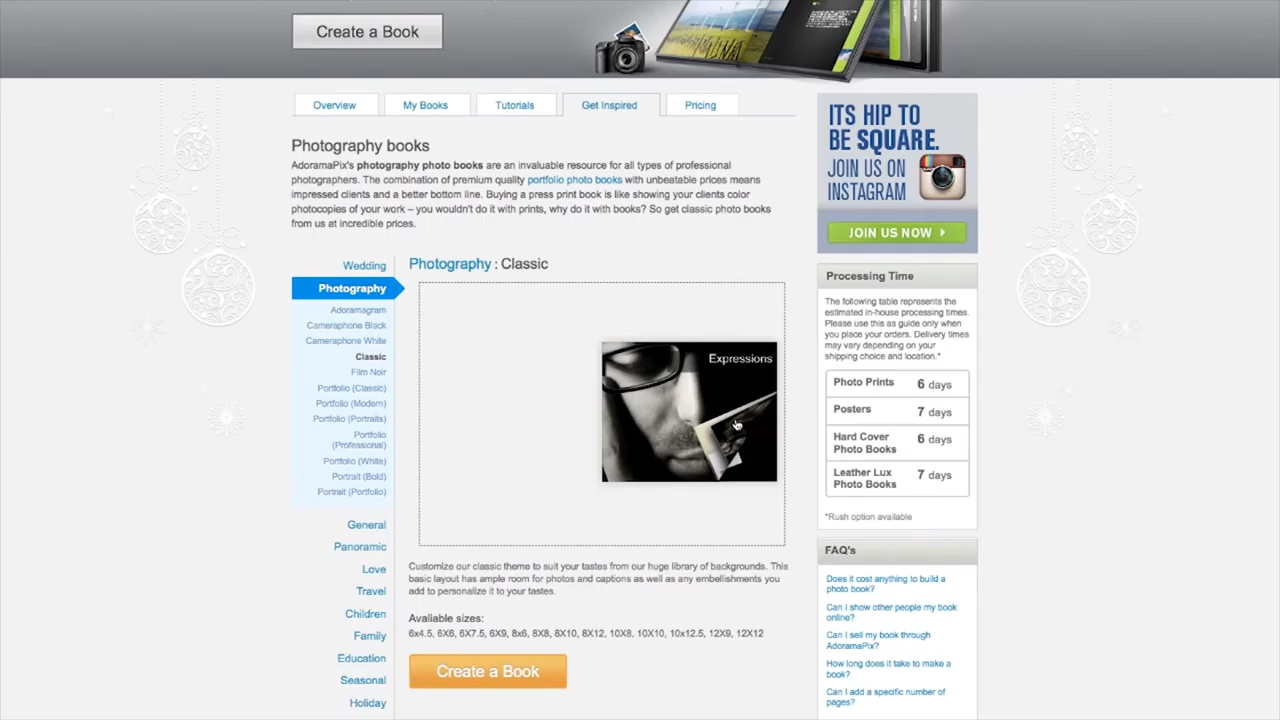 Create a Book
Overview
My Books
Tutorials
Get Inspired
Pricing
Photography books
AdoramaPix's photography photo books are an invaluable resource for all types of professional
photographers. The combination of premium quality portfolio photo books with unbeatable prices means
impressed clients and a better bottom line. Buying a press print book is like showing your clients color
photocopies of your work – you wouldn't do it with prints, why do it with books? So get classic photo books
from us at incredible prices.
Wedding
Photography
Adoramagram
Cameraphone Black
Cameraphone White
Classic
Film Noir
Portfolio (Classic)
Portfolio (Modern)
Portfolio (Portraits)
Portfolio
(Professional)
Portfolio (White)
Portrait (Bold)
Portrait (Portfolio)
General
Panoramic
Love
Travel
Children
Family
Education
Seasonal
Holiday
Photography : Classic
Expressions
Customize our classic theme to suit your tastes from our huge library of backgrounds. This
basic layout has ample room for photos and captions as well as any embellishments you
add to personalize it to your tastes.
Available sizes:
6x4.5, 6X6, 6X7.5, 6X9, 8x6, 8X8, 8X10, 8X12, 10X8, 10X10, 10x12.5, 12X9, 12X12
Create a Book
ITS HIP TO
BE SQUARE.
JOIN US ON
INSTAGRAM
JOIN US NOW
Processing Time
The following table represents the
estimated in-house processing times.
Please use this as guide only when
you place your orders. Delivery times
may vary depending on your
shipping choice and location.*
Photo Prints 6 days
Posters 7 days
Hard Cover
Photo Books 6 days
Leather Lux
Photo Books 7 days
*Rush option available
FAQ's
Does it cost anything to build a
photo book?
Can I show other people my book
online?
Can I sell my book through
AdoramaPix?
How long does it take to make a
book?
Can I add a specific number of
pages?